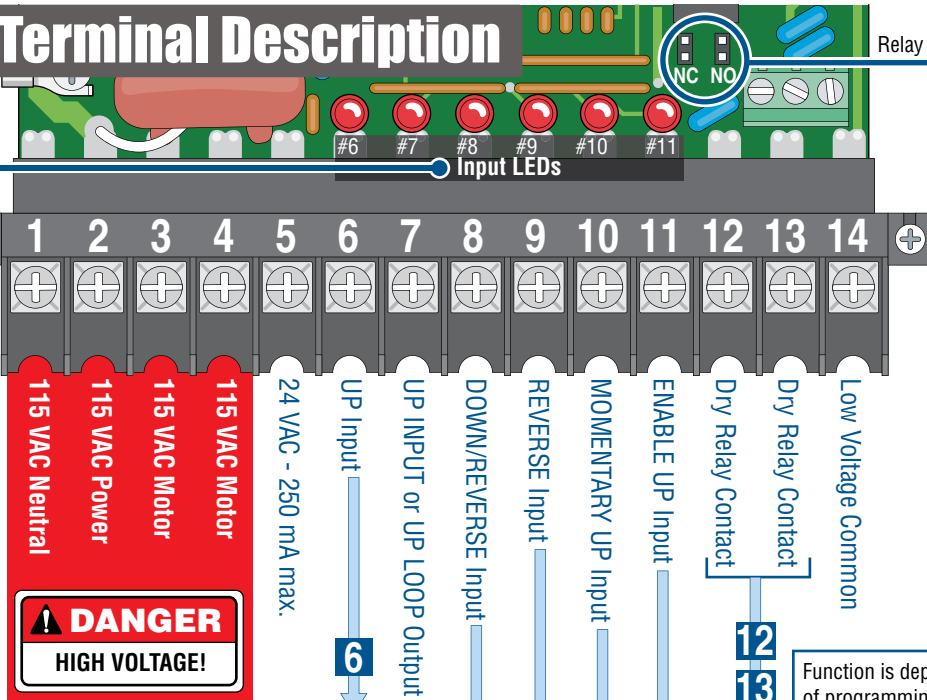 Terminal Description
Relay
NC NO
#6 #7 #8 #9 #10 #11
Input LEDs
1 2 3 4 5 6 7 8 9 10 11 12 13 14
115 VAC Neutral
115 VAC Power
115 VAC Motor
115 VAC Motor
24 VAC - 250 mA max.
UP Input
UP INPUT or UP LOOP Output
DOWN/REVERSE Input
REVERSE Input
MOMENTARY UP Input
ENABLE UP Input
Dry Relay Contact
Dry Relay Contact
Low Voltage Common
DANGER
HIGH VOLTAGE!
6
12
13
Function is dep
of programmin